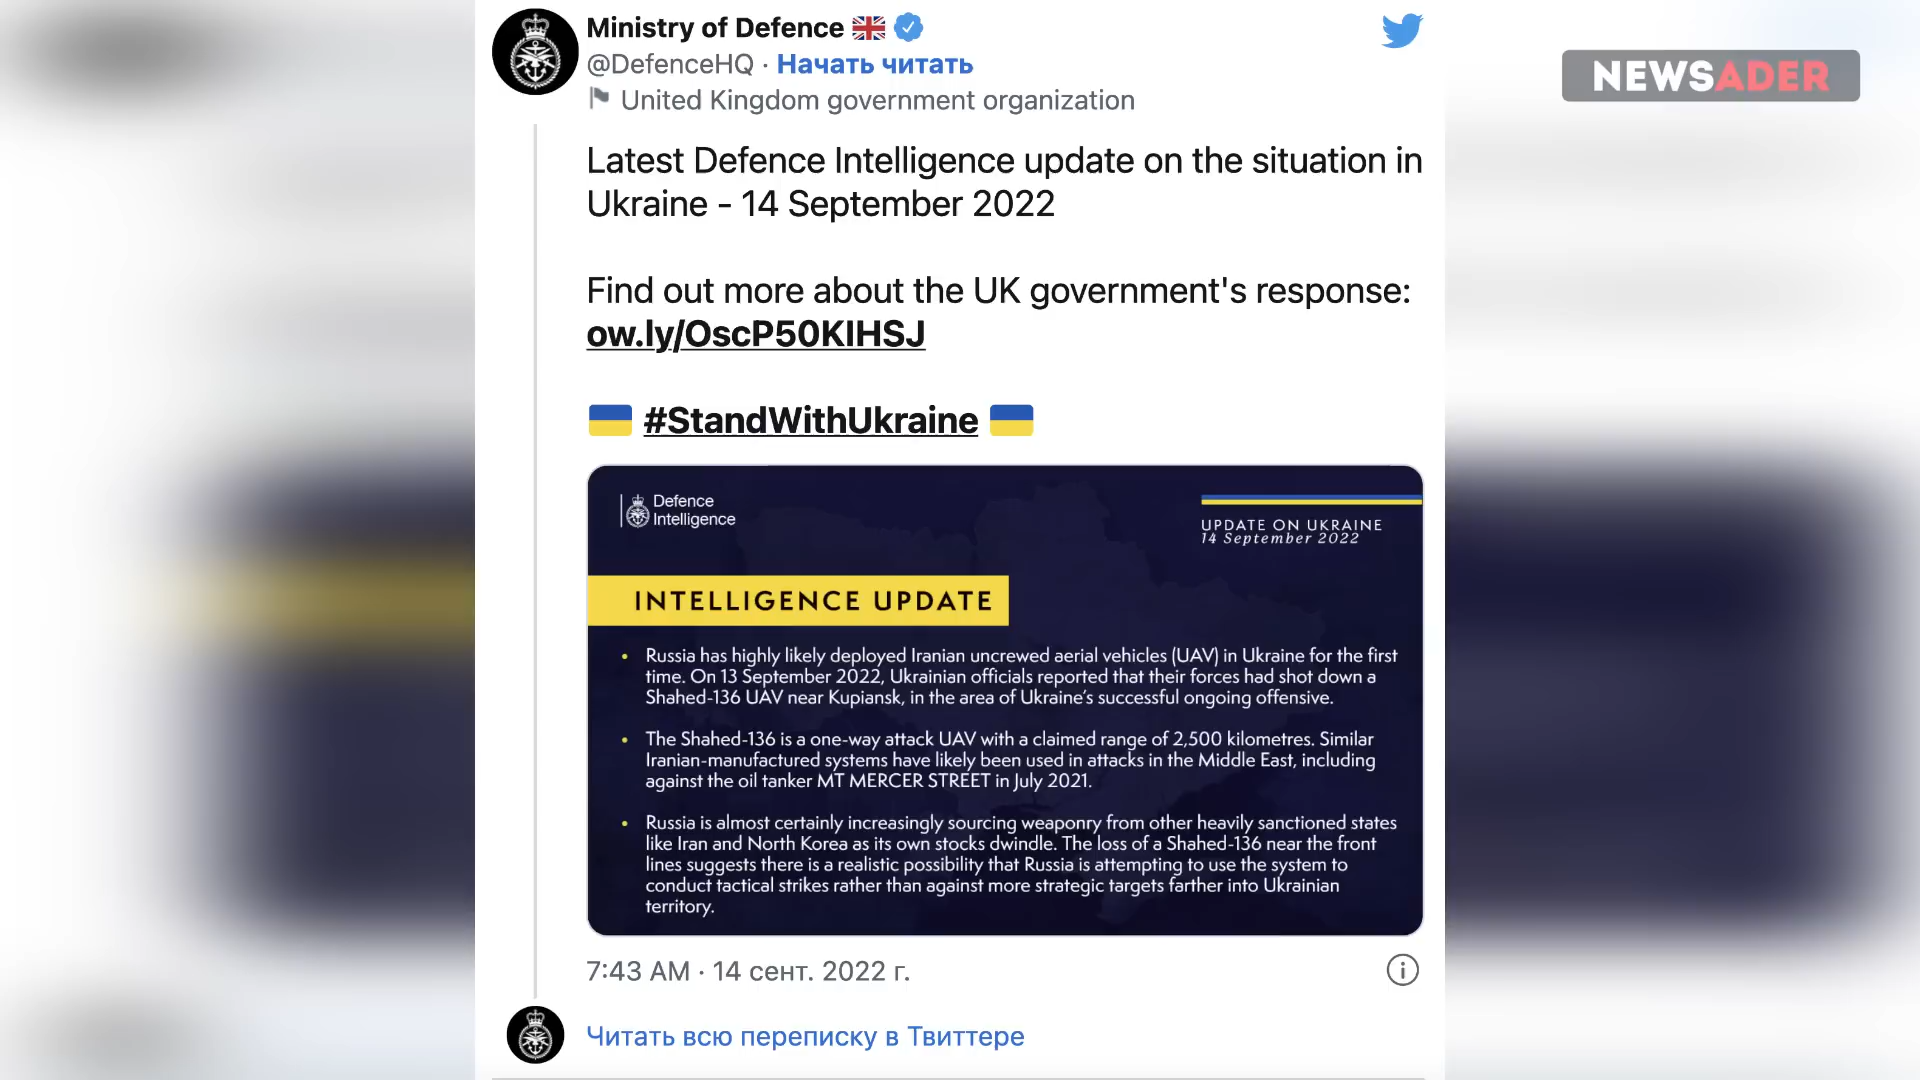 Ministry of Defence 🇬🇧
@DefenceHQ · Начать читать
United Kingdom government organization
NEWSADER
Latest Defence Intelligence update on the situation in
Ukraine - 14 September 2022
Find out more about the UK government's response:
ow.ly/OscP50KIHSJ
🇺🇦 #StandWithUkraine 🇺🇦
Defence
Intelligence
UPDATE ON UKRAINE
14 September 2022
INTELLIGENCE UPDATE
• Russia has highly likely deployed Iranian uncrewed aerial vehicles (UAV) in Ukraine for the first
time. On 13 September 2022, Ukrainian officials reported that their forces had shot down a
Shahed-136 UAV near Kupiansk, in the area of Ukraine's successful ongoing offensive.
• The Shahed-136 is a one-way attack UAV with a claimed range of 2,500 kilometres. Similar
Iranian-manufactured systems have likely been used in attacks in the Middle East, including
against the oil tanker MT MERCER STREET in July 2021.
• Russia is almost certainly increasingly sourcing weaponry from other heavily sanctioned states
like Iran and North Korea as its own stocks dwindle. The loss of a Shahed-136 near the front
lines suggests there is a realistic possibility that Russia is attempting to use the system to
conduct tactical strikes rather than against more strategic targets farther into Ukrainian
territory.
7:43 AM · 14 сент. 2022 г.
Читать всю переписку в Твиттере